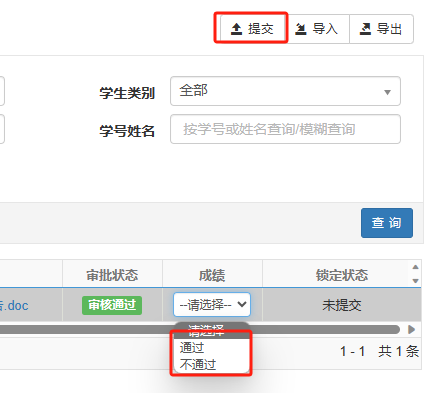 提交 导入 导出
学生类别 全部
学号姓名 按学号或姓名查询/模糊查询
查 询
审批状态 成绩 锁定状态
.doc 审核通过 --请选择-- 未提交
--请选择--
通过
不通过
1 - 1 共 1 条